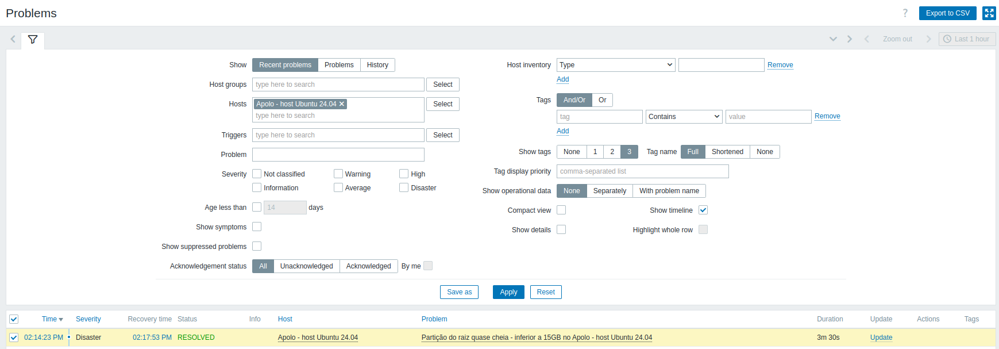 Problems
? Export to CSV
Zoom out Last 1 hour
Show Recent problems Problems History
Host groups type here to search Select
Hosts Apolo - host Ubuntu 24.04 Select
type here to search
Triggers type here to search Select
Problem
Severity Not classified Warning High
Information Average Disaster
Age less than 14 days
Show symptoms
Show suppressed problems
Acknowledgement status All Unacknowledged Acknowledged By me
Host inventory Type Remove
Add
Tags And/Or Or
tag Contains value Remove
Add
Show tags None 1 2 3 Tag name Full Shortened None
Tag display priority comma-separated list
Show operational data None Separately With problem name
Compact view Show timeline
Show details Highlight whole row
Save as Apply Reset
Time Severity Recovery time Status Info Host Problem Duration Update Actions Tags
02:14:23 PM Disaster 02:17:53 PM RESOLVED Apolo - host Ubuntu 24.04 Partição do raiz quase cheia - inferior a 15GB no Apolo - host Ubuntu 24.04 3m 30s Update